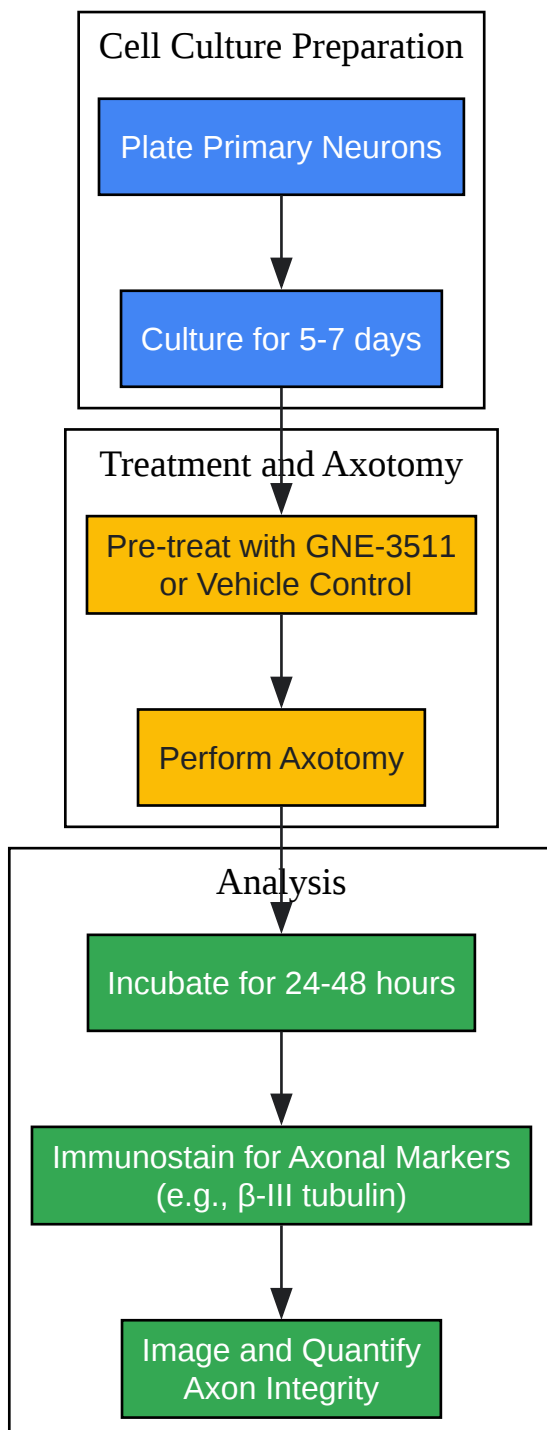 Cell Culture Preparation
Plate Primary Neurons
Culture for 5-7 days
Treatment and Axotomy
Pre-treat with GNE-3511
or Vehicle Control
Perform Axotomy
Analysis
Incubate for 24-48 hours
Immunostain for Axonal Markers
(e.g., β-III tubulin)
Image and Quantify
Axon Integrity